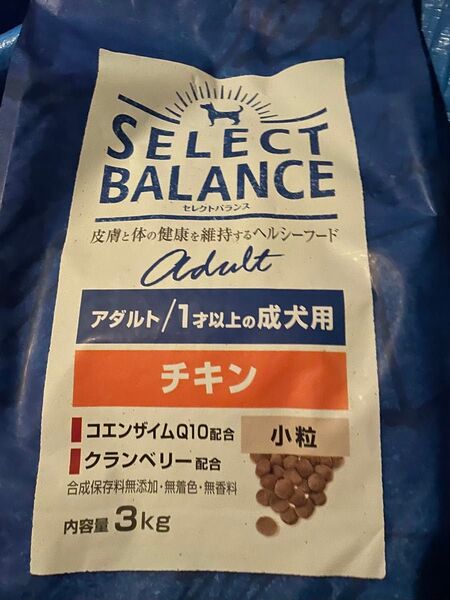 SELECT
BALANCE
セレクトバランス
皮膚と体の健康を維持するヘルシーフード
adult
アダルト/1才以上の成犬用
チキン
コエンザイムQ10配合
小粒
クランベリー配合
合成保存料無添加・無着色・無香料
内容量 3kg